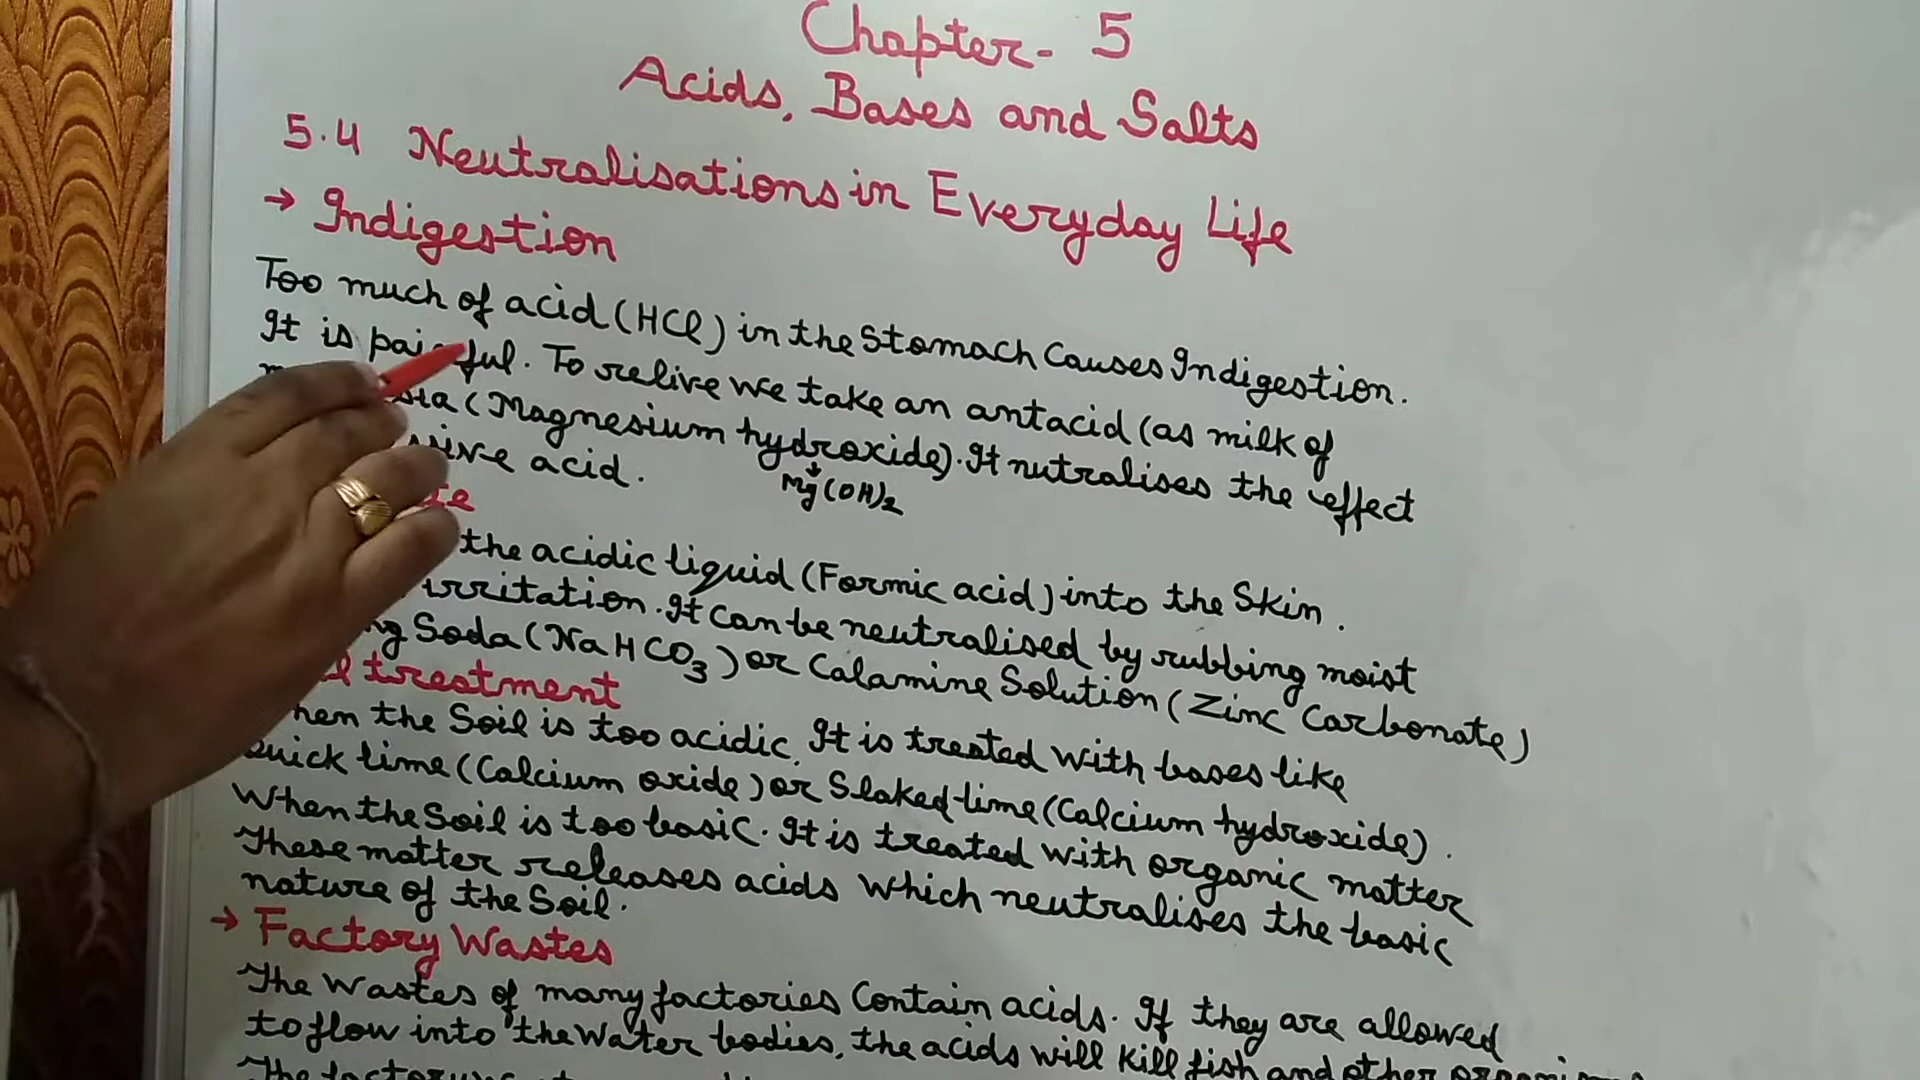 Chapter- 5
Acids, Bases and Salts
5.4 Neutralisations in Everyday Life
→ Indigestion
Too much of acid (HCl) in the Stomach Causes Indigestion.
It is painful. To relive we take an antacid (as milk of
(Magnesium hydroxide). It nutralises the effect
acid.
Mg(OH)2
the acidic liquid (Formic acid) into the Skin.
irritation. It can be neutralised by rubbing moist
Soda (NaHCO3) or Calamine Solution (Zinc Carbonate)
treatment
When the Soil is too acidic, It is treated with bases like
Quick lime (Calcium oxide) or Slaked lime (Calcium hydroxide).
When the Soil is too basic. It is treated with organic matter
These matter releases acids which neutralises the basic
nature of the Soil.
→ Factory Wastes
The Wastes of many factories Contain acids. If they are allowed
to flow into the Water bodies, the acids will kill fish and other organisms
The